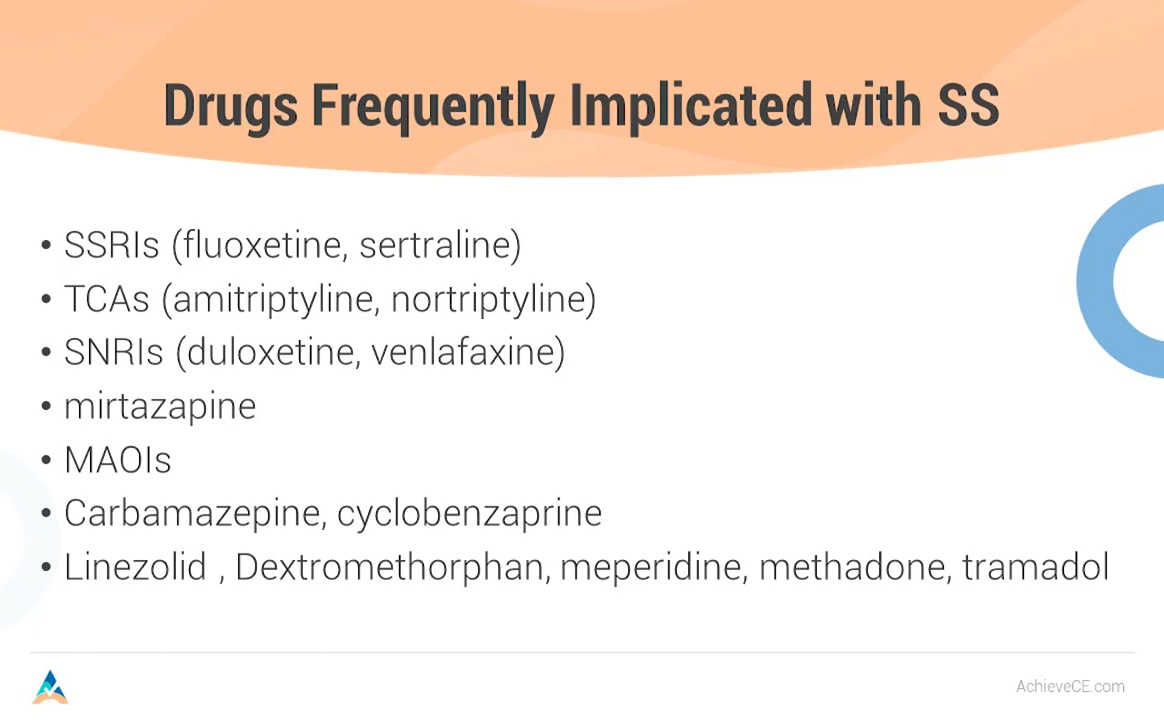 Drugs Frequently Implicated with SS
• SSRIs (fluoxetine, sertraline)
• TCAs (amitriptyline, nortriptyline)
• SNRIs (duloxetine, venlafaxine)
• mirtazapine
• MAOIs
• Carbamazepine, cyclobenzaprine
• Linezolid , Dextromethorphan, meperidine, methadone, tramadol
AchieveCE.com